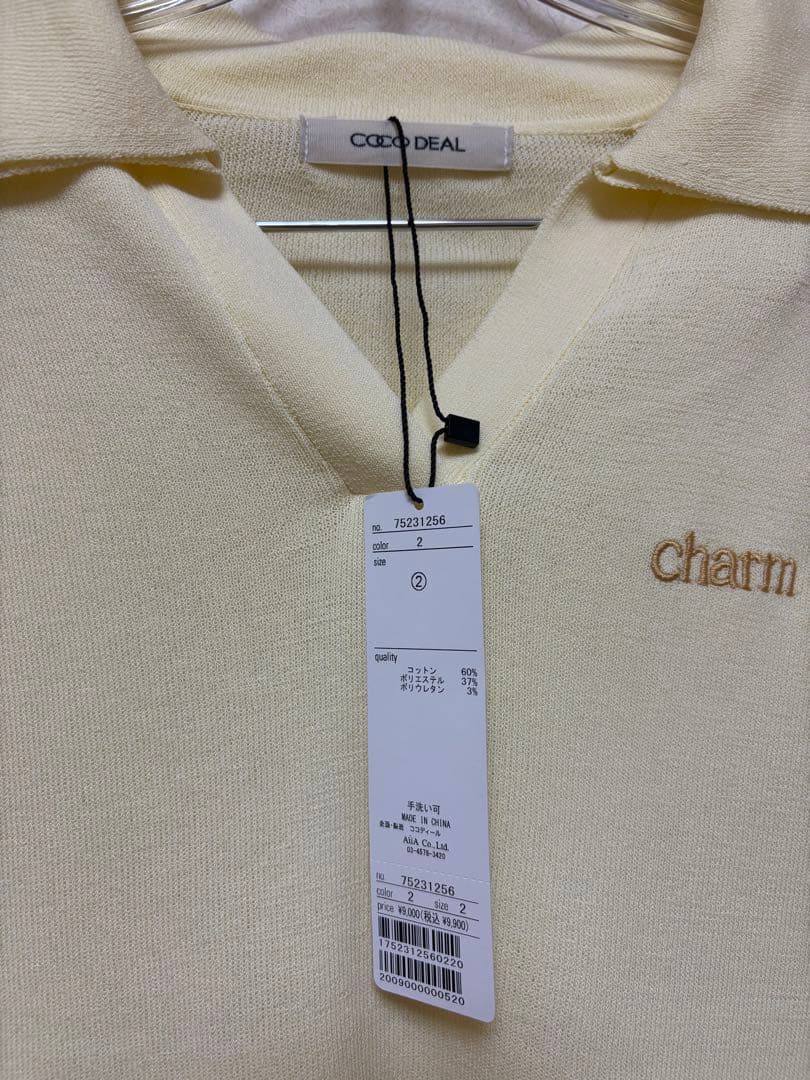 COCO DEAL
charm
no. 75231256
color 2
size
②
quality
コットン 60%
ポリエステル 37%
ポリウレタン 3%
手洗い可
MADE IN CHINA
企画・販売 ココディール
AiiA Co.,Ltd.
03-4578-3420
no. 75231256
color 2 size 2
price ¥9,000(税込 ¥9,900)
1752312560220
2009000000520